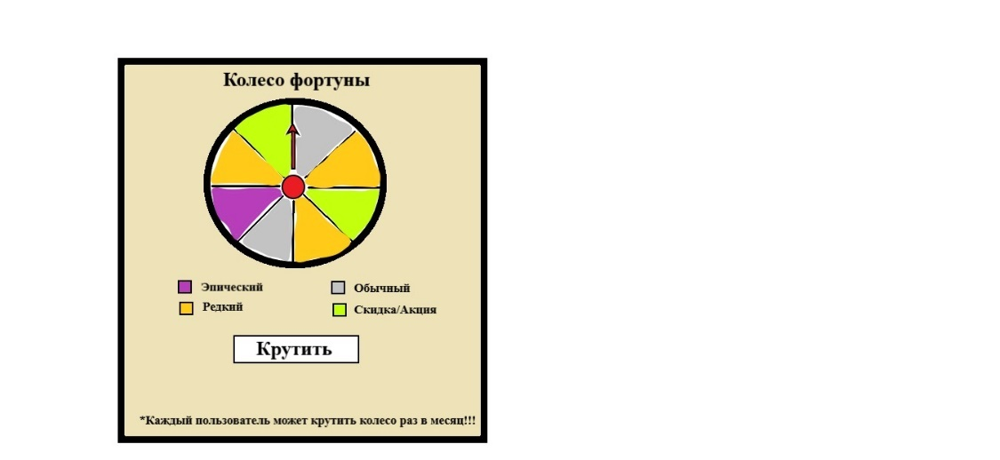 Колесо фортуны
Эпический
Обычный
Редкий
Скидка/Акция
Крутить
*Каждый пользователь может крутить колесо раз в месяц!!!